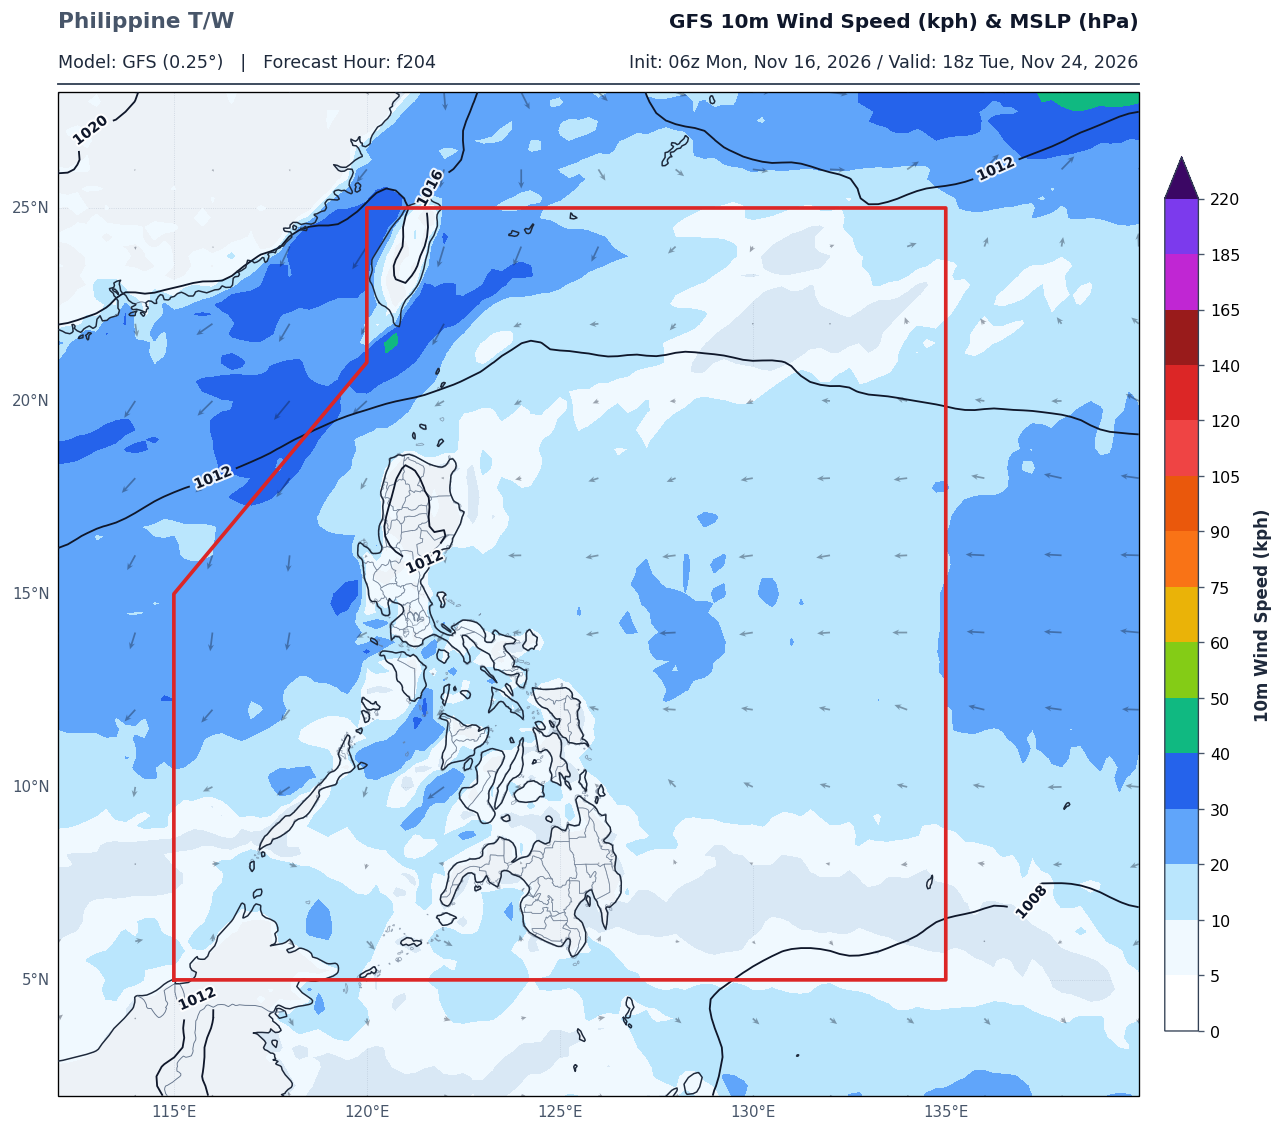 Philippine T/W
GFS 10m Wind Speed (kph) & MSLP (hPa)
Model: GFS (0.25°) | Forecast Hour: f204
Init: 06z Mon, Nov 16, 2026 / Valid: 18z Tue, Nov 24, 2026
1020
1016
1012
1012
1012
1008
1012
25°N
20°N
15°N
10°N
5°N
115°E
120°E
125°E
130°E
135°E
220
185
165
140
120
105
90
75
60
50
40
30
20
10
5
0
10m Wind Speed (kph)